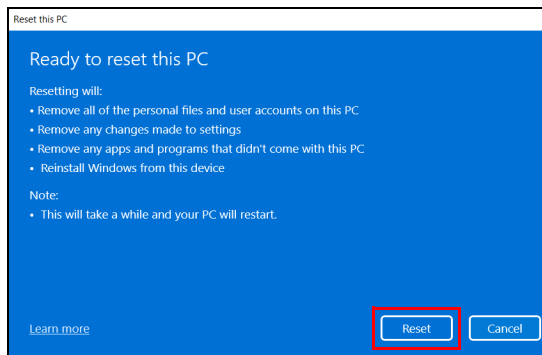 Reset this PC
Ready to reset this PC
Resetting will:
• Remove all of the personal files and user accounts on this PC
• Remove any changes made to settings
• Remove any apps and programs that didn't come with this PC
• Reinstall Windows from this device
Note:
• This will take a while and your PC will restart.
Learn more
Reset
Cancel